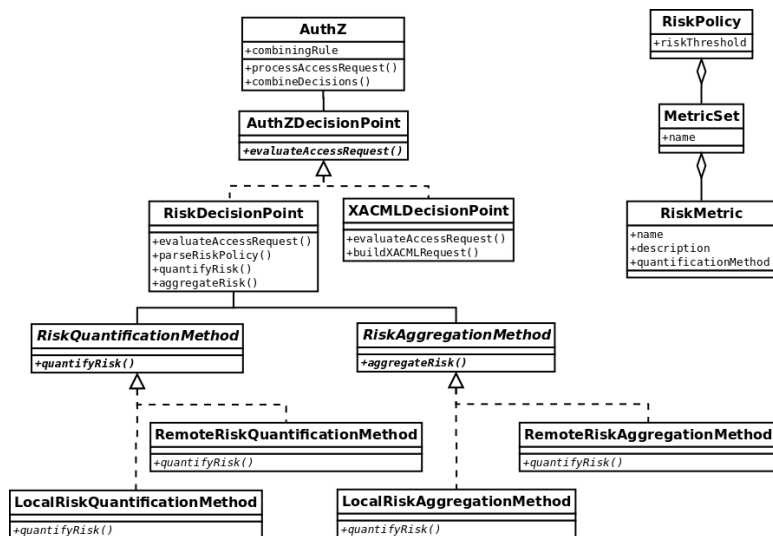 AuthZ
+combiningRule
+processAccessRequest()
+combineDecisions()
RiskPolicy
+riskThreshold
AuthZDecisionPoint
+evaluateAccessRequest()
MetricSet
+name
RiskDecisionPoint
+evaluateAccessRequest()
+parseRiskPolicy()
+quantifyRisk()
+aggregateRisk()
XACMLDecisionPoint
+evaluateAccessRequest()
+buildXACMLRequest()
RiskMetric
+name
+description
+quantificationMethod
RiskQuantificationMethod
+quantifyRisk()
RiskAggregationMethod
+aggregateRisk()
RemoteRiskQuantificationMethod
+quantifyRisk()
RemoteRiskAggregationMethod
+quantifyRisk()
LocalRiskQuantificationMethod
+quantifyRisk()
LocalRiskAggregationMethod
+quantifyRisk()